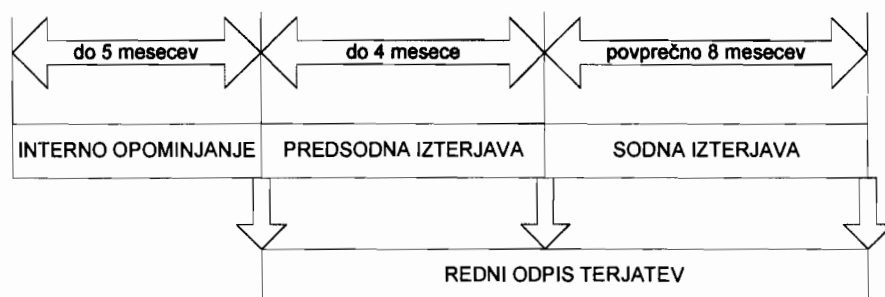 do 5 mesecev
do 4 mesece
povprečno 8 mesecev
INTERNO OPOMINJANJE
PREDSODNA IZTERJAVA
SODNA IZTERJAVA
REDNI ODPIS TERJATEV